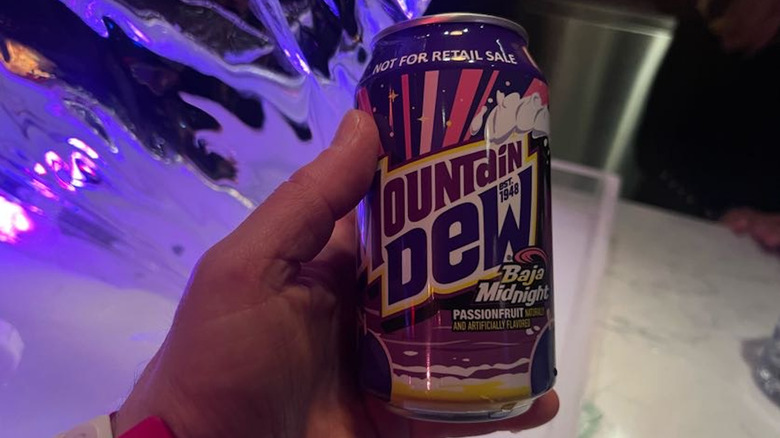 NOT FOR RETAIL SALE
MOUNTaiN
EST.
1948
DeW
Baja
Midnight
PASSIONFRUIT NATURALLY
AND ARTIFICIALLY FLAVORED